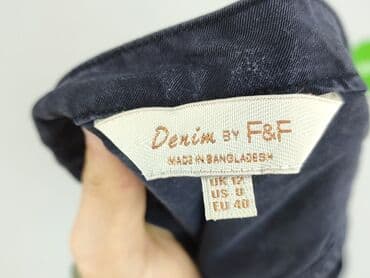 Denim BY F&F
MADE IN BANGLADESH
UK 12
US 8
EU 40